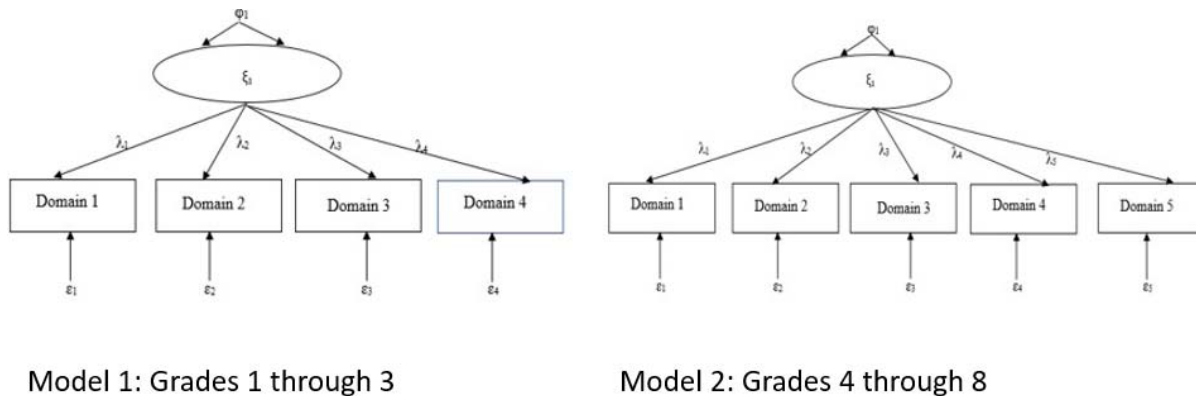 φ₁
ξ₁
λ₁ λ₂ λ₃ λ₄
Domain 1 Domain 2 Domain 3 Domain 4
ε₁ ε₂ ε₃ ε₄
Model 1: Grades 1 through 3
φ₁
ξ₁
λ₁ λ₂ λ₃ λ₄ λ₅
Domain 1 Domain 2 Domain 3 Domain 4 Domain 5
ε₁ ε₂ ε₃ ε₄ ε₅
Model 2: Grades 4 through 8